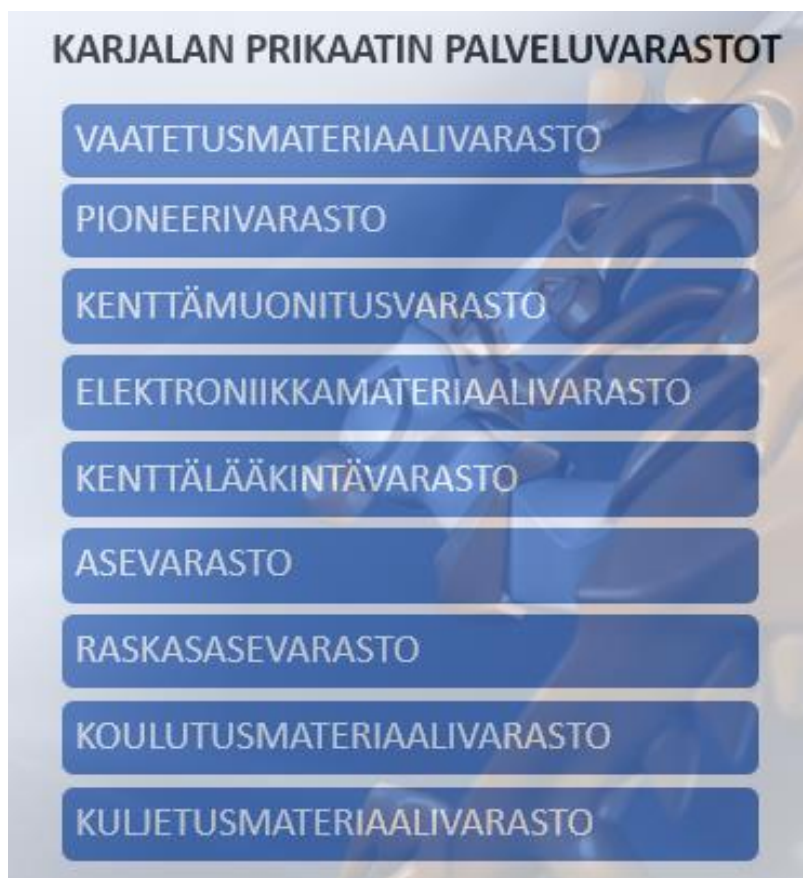 KARJALAN PRIKAATIN PALVELUVARASTOT
VAATETUSMATERIAALIVARASTO
PIONEERIVARASTO
KENTTÄMUONITUSVARASTO
ELEKTRONIIKKAMATERIAALIVARASTO
KENTTÄLÄÄKINTÄVARASTO
ASEVARASTO
RASKASASEVARASTO
KOULUTUSMATERIAALIVARASTO
KULJETUSMATERIAALIVARASTO